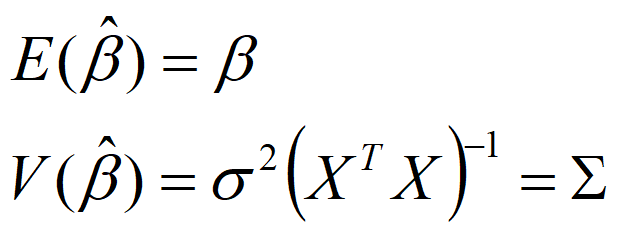 E(β̂) = β
V(β̂) = σ²(XᵀX)⁻¹ = Σ